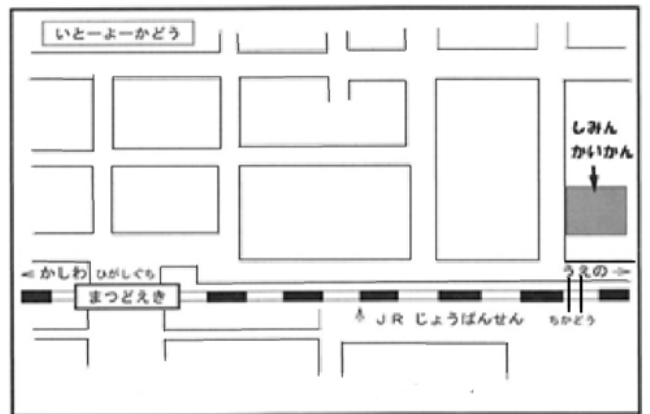 いとーよーかどう
しみん
かいかん
かしわ ひがしぐち
うえの
まつどえき
JR じょうばんせん
ちかどう